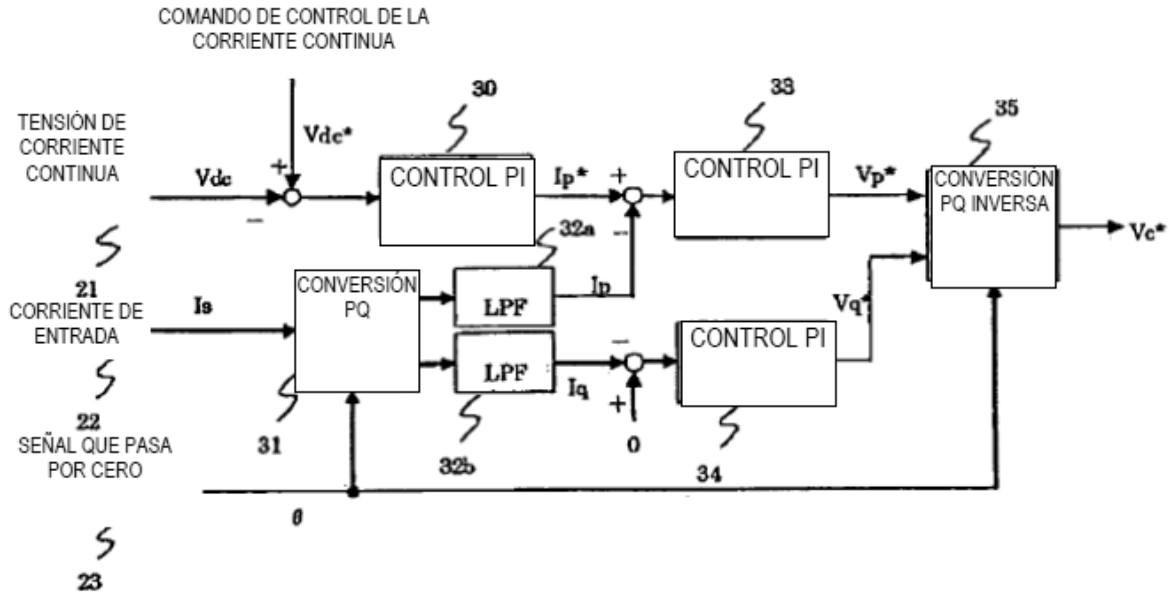 COMANDO DE CONTROL DE LA
CORRIENTE CONTINUA
30
33
35
TENSIÓN DE
CORRIENTE
CONTINUA
Vdc*
+
Vdc
−
CONTROL PI
Ip*
+
−
CONTROL PI
Vp*
CONVERSIÓN
PQ INVERSA
Vc*
21
32a
CORRIENTE DE
ENTRADA
Is
CONVERSIÓN
PQ
LPF
Ip
LPF
Iq
−
+
0
CONTROL PI
Vq*
22
31
32b
34
SEÑAL QUE PASA
POR CERO
θ
23